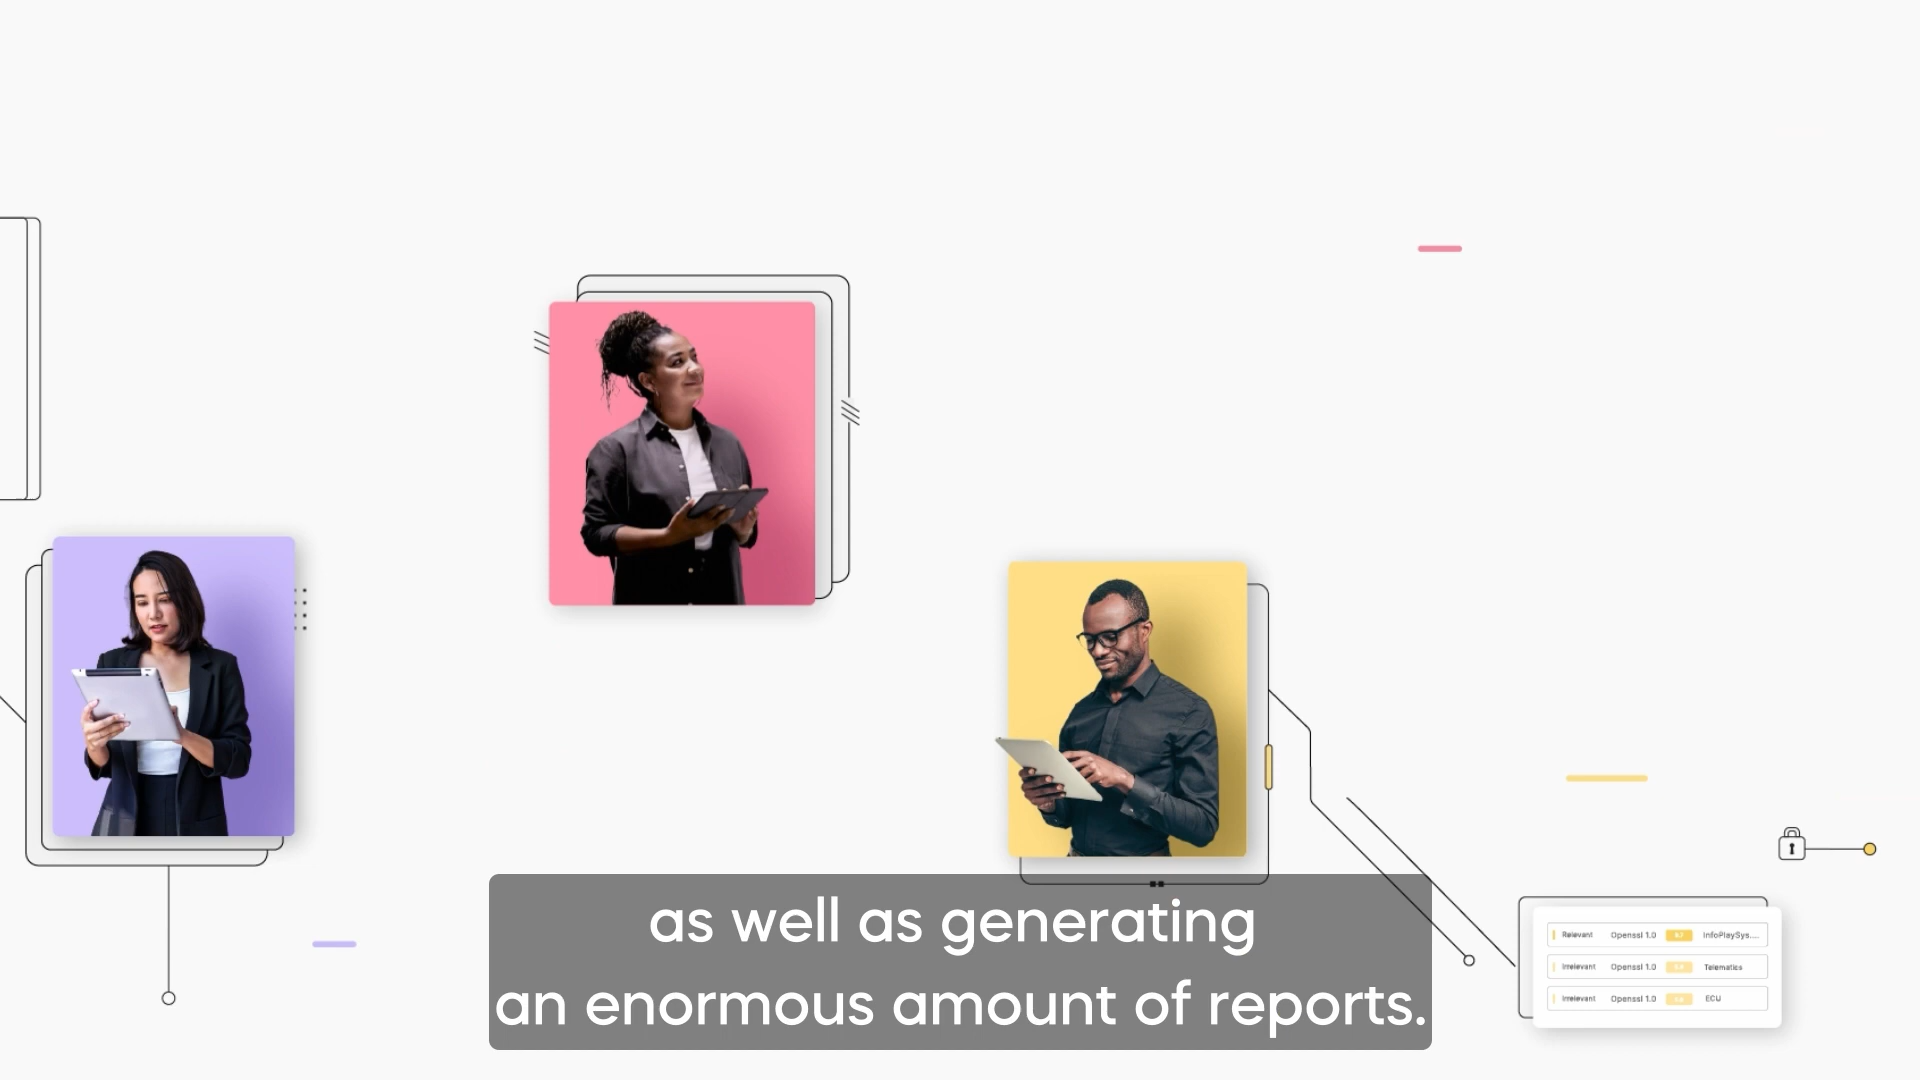 as well as generating
an enormous amount of reports.
Relevant Openssl 1.0 InfoPlaySys....
Irrelevant Openssl 1.0 Telematics
Irrelevant Openssl 1.0 ECU